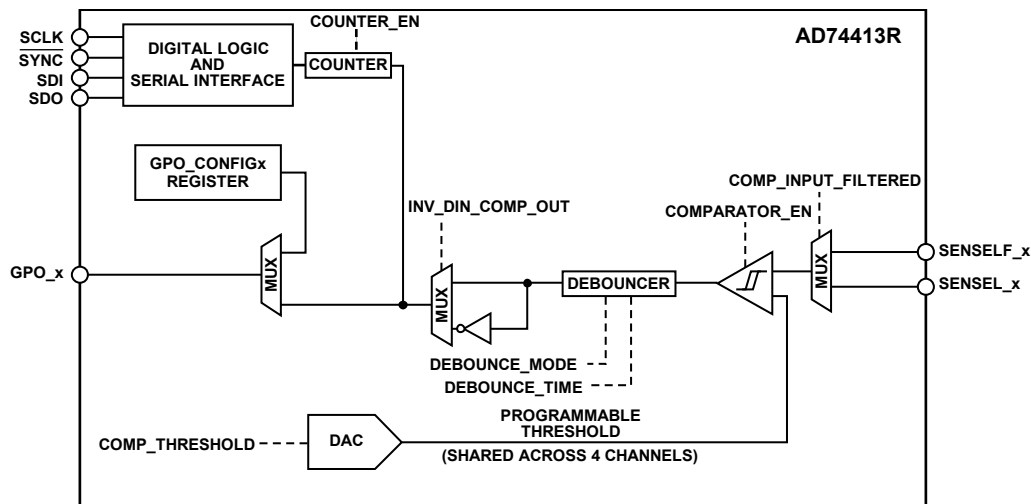 COUNTER_EN
AD74413R
SCLK
SYNC
SDI
SDO
DIGITAL LOGIC
AND
SERIAL INTERFACE
COUNTER
GPO_CONFIGx
REGISTER
COMP_INPUT_FILTERED
INV_DIN_COMP_OUT
COMPARATOR_EN
GPO_x
MUX
MUX
DEBOUNCER
MUX
SENSELF_x
SENSEL_x
DEBOUNCE_MODE
DEBOUNCE_TIME
COMP_THRESHOLD
DAC
PROGRAMMABLE
THRESHOLD
(SHARED ACROSS 4 CHANNELS)